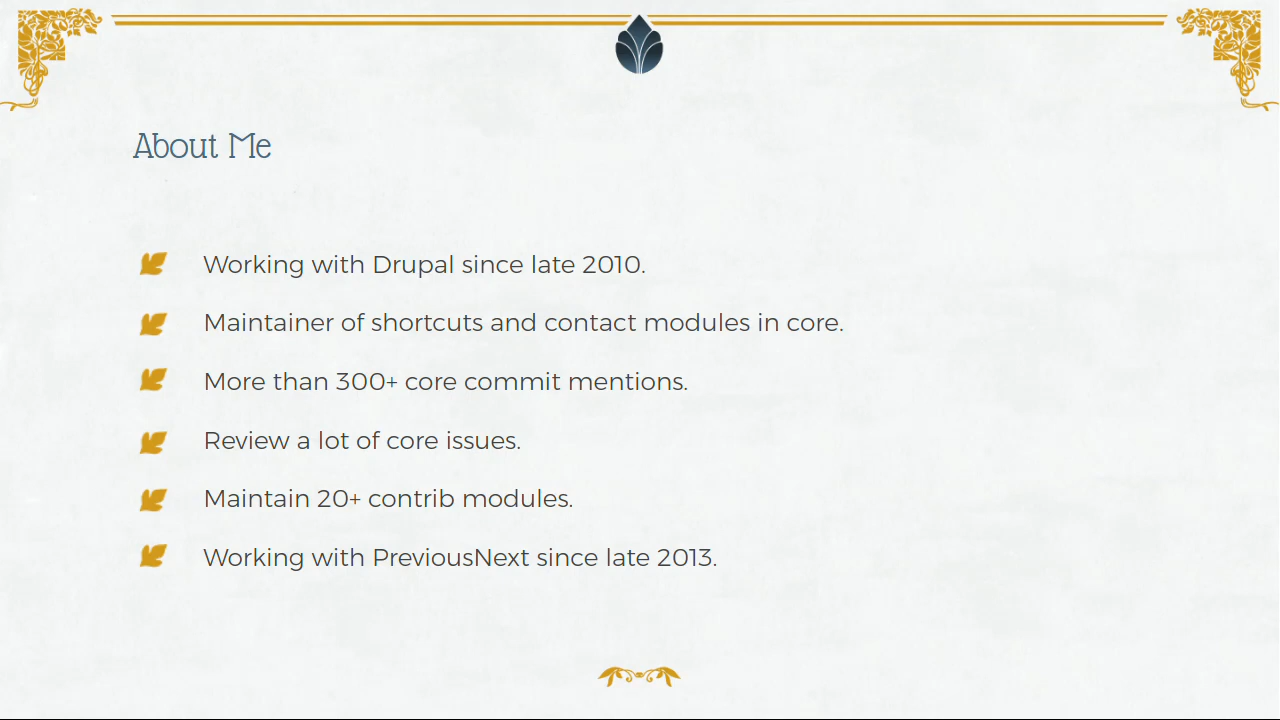 About Me
Working with Drupal since late 2010.
Maintainer of shortcuts and contact modules in core.
More than 300+ core commit mentions.
Review a lot of core issues.
Maintain 20+ contrib modules.
Working with PreviousNext since late 2013.